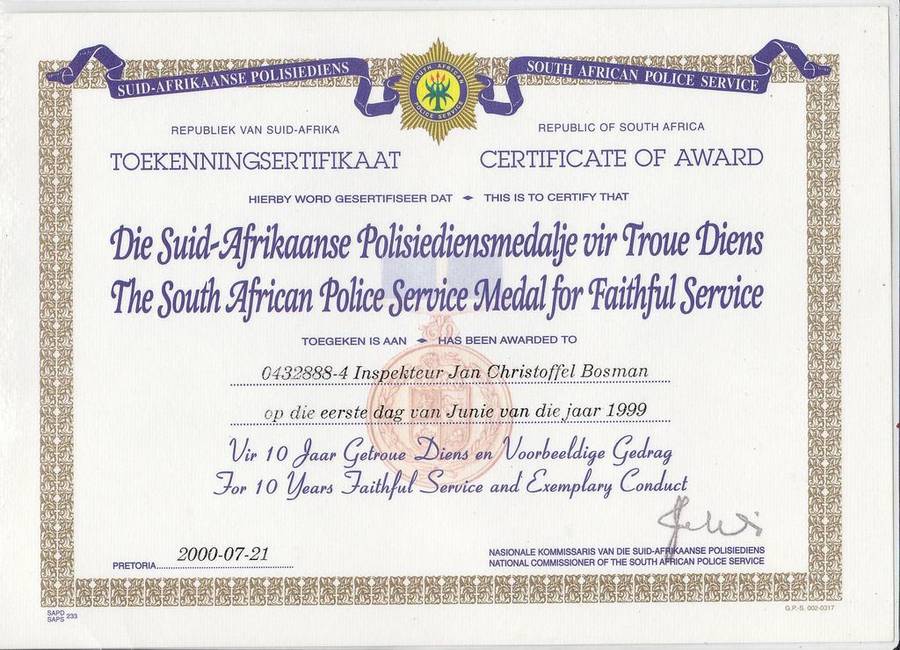 SUID-AFRIKAANSE POLISIEDIENS
SOUTH AFRICAN POLICE SERVICE
SOUTH AFRICAN
POLICE SERVICE
REPUBLIEK VAN SUID-AFRIKA
REPUBLIC OF SOUTH AFRICA
TOEKENNINGSERTIFIKAAT
CERTIFICATE OF AWARD
HIERBY WORD GESERTIFISEER DAT
THIS IS TO CERTIFY THAT
Die Suid-Afrikaanse Polisiediensmedalje vir Troue Diens
The South African Police Service Medal for Faithful Service
TOEGEKEN IS AAN
HAS BEEN AWARDED TO
0432888-4 Inspekteur Jan Christoffel Bosman
op die eerste dag van Junie van die jaar 1999
Vir 10 Jaar Getroue Diens en Voorbeeldige Gedrag
For 10 Years Faithful Service and Exemplary Conduct
PRETORIA 2000-07-21
NASIONALE KOMMISSARIS VAN DIE SUID-AFRIKAANSE POLISIEDIENS
NATIONAL COMMISSIONER OF THE SOUTH AFRICAN POLICE SERVICE
SAPD
SAPS 233
G.P.-S. 002-0317